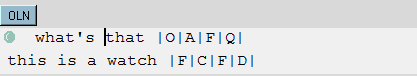 OLN
what's that |O|A|F|Q|
this is a watch |F|C|F|D|